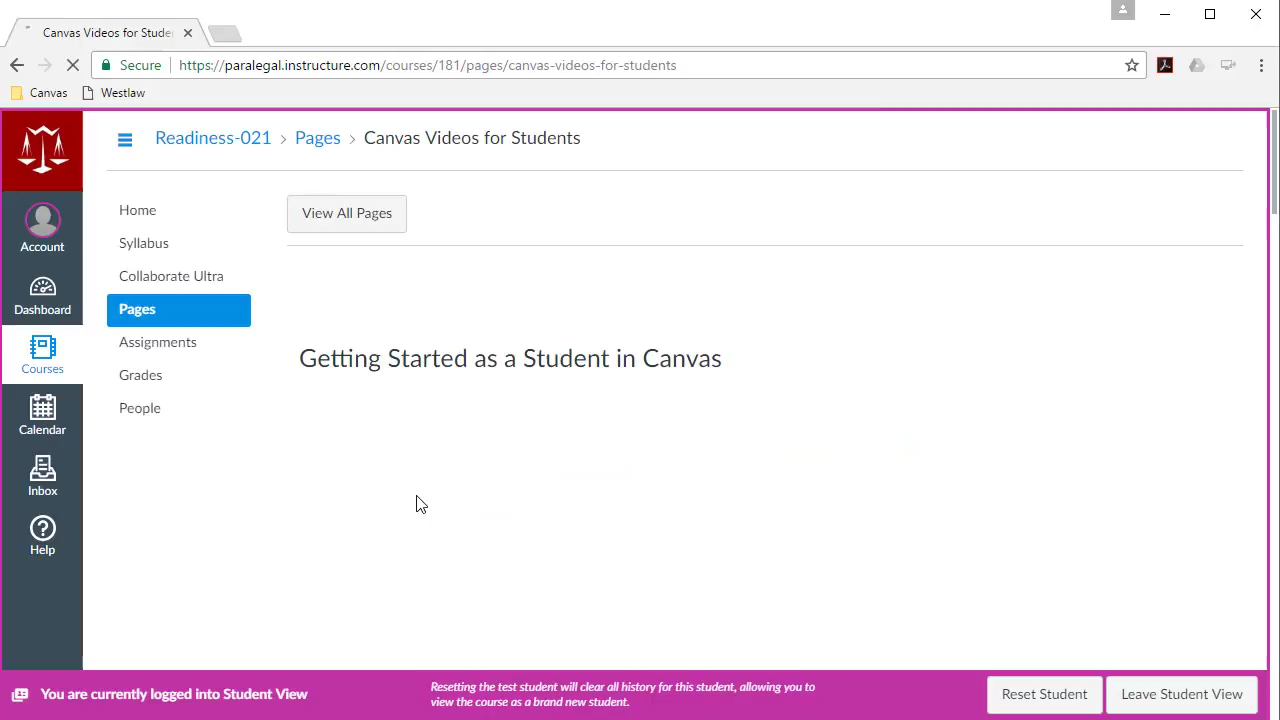 Canvas Videos for Stude
Secure https://paralegal.instructure.com/courses/181/pages/canvas-videos-for-students
Canvas Westlaw
Readiness-021 > Pages > Canvas Videos for Students
View All Pages
Home
Syllabus
Collaborate Ultra
Pages
Assignments
Grades
People
Account
Dashboard
Courses
Calendar
Inbox
Help
Getting Started as a Student in Canvas
You are currently logged into Student View
Resetting the test student will clear all history for this student, allowing you to
view the course as a brand new student.
Reset Student
Leave Student View